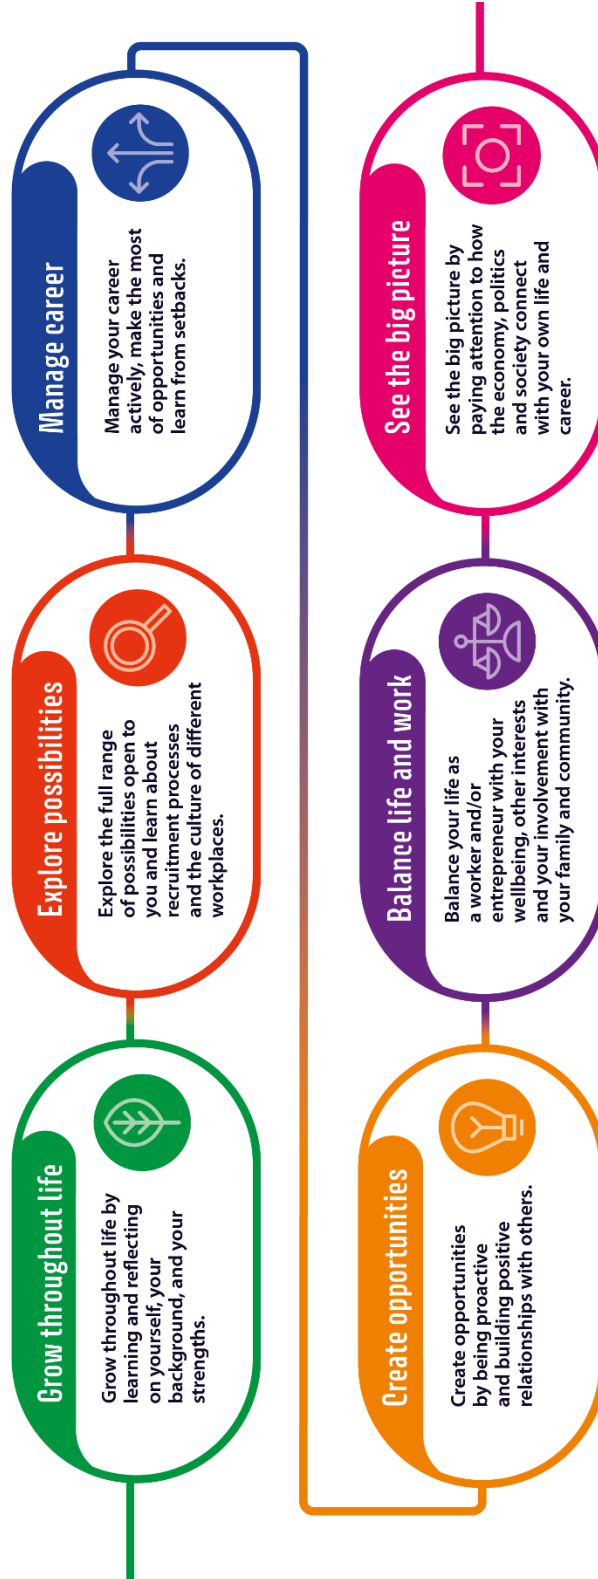 Grow throughout life
Grow throughout life by
learning and reflecting
on yourself, your
background, and your
strengths.
Explore possibilities
Explore the full range
of possibilities open to
you and learn about
recruitment processes
and the culture of different
workplaces.
Manage career
Manage your career
actively, make the most
of opportunities and
learn from setbacks.
Create opportunities
Create opportunities
by being proactive
and building positive
relationships with others.
Balance life and work
Balance your life as
a worker and/or
entrepreneur with your
wellbeing, other interests
and your involvement with
your family and community.
See the big picture
See the big picture by
paying attention to how
the economy, politics
and society connect
with your own life and
career.